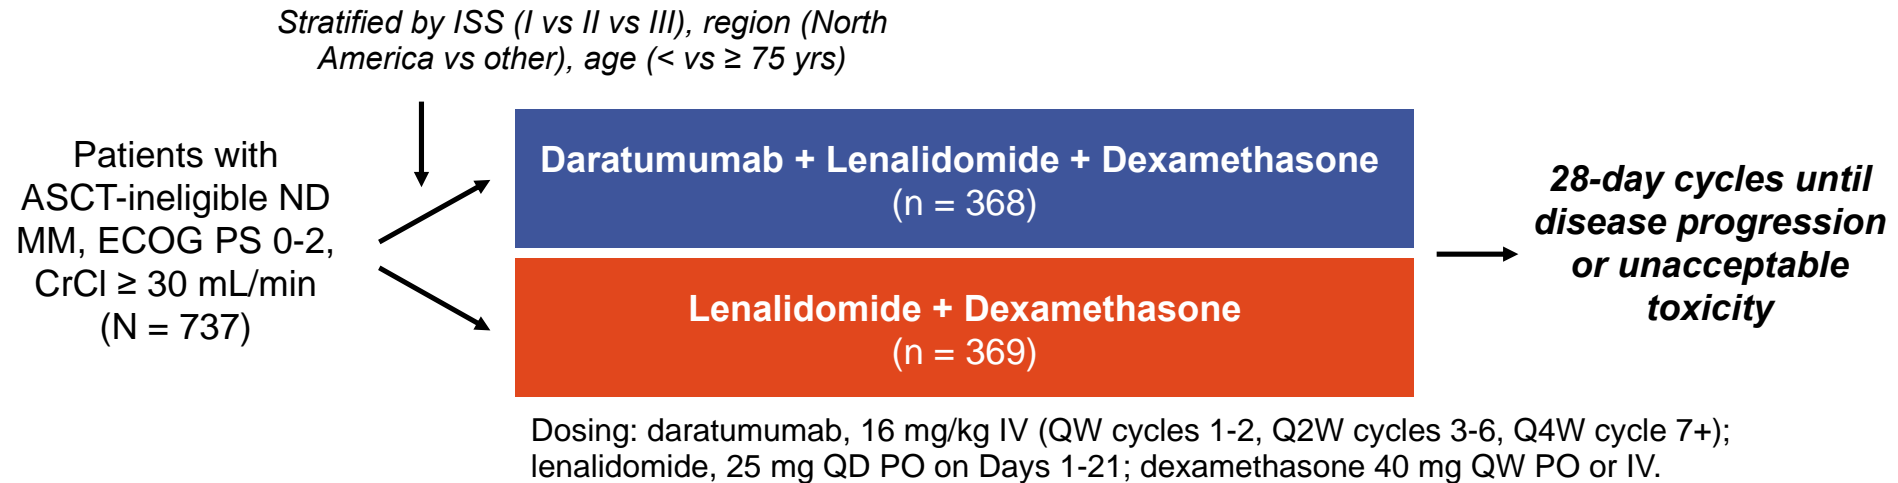 Stratified by ISS (I vs II vs III), region (North
America vs other), age (< vs ≥ 75 yrs)
Patients with
ASCT-ineligible ND
MM, ECOG PS 0-2,
CrCl ≥ 30 mL/min
(N = 737)
Daratumumab + Lenalidomide + Dexamethasone
(n = 368)
Lenalidomide + Dexamethasone
(n = 369)
28-day cycles until
disease progression
or unacceptable
toxicity
Dosing: daratumumab, 16 mg/kg IV (QW cycles 1-2, Q2W cycles 3-6, Q4W cycle 7+);
lenalidomide, 25 mg QD PO on Days 1-21; dexamethasone 40 mg QW PO or IV.